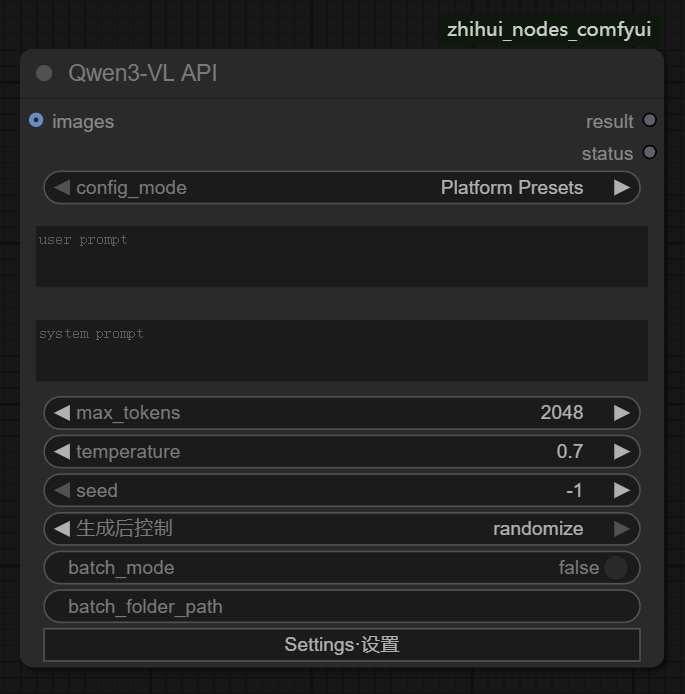 zhihui_nodes_comfyui
Qwen3-VL API
images
result
status
config_mode Platform Presets
user prompt
system prompt
max_tokens 2048
temperature 0.7
seed -1
生成后控制 randomize
batch_mode false
batch_folder_path
Settings·设置